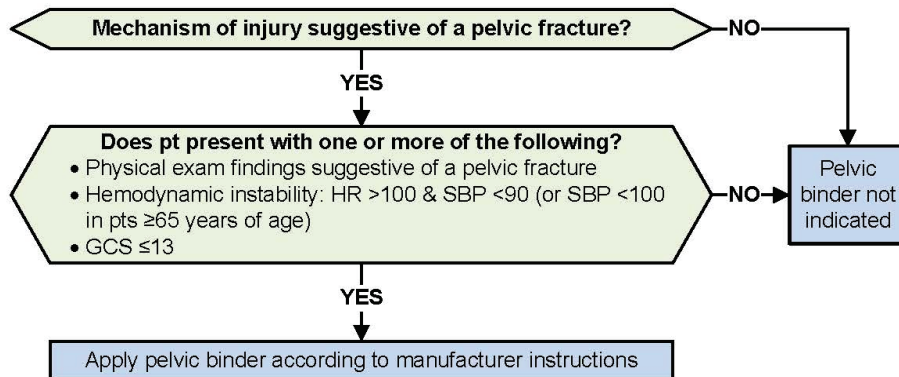 Mechanism of injury suggestive of a pelvic fracture?
NO
YES
Does pt present with one or more of the following?
• Physical exam findings suggestive of a pelvic fracture
• Hemodynamic instability: HR >100 & SBP <90 (or SBP <100
in pts ≥65 years of age)
• GCS ≤13
NO
Pelvic
binder not
indicated
YES
Apply pelvic binder according to manufacturer instructions